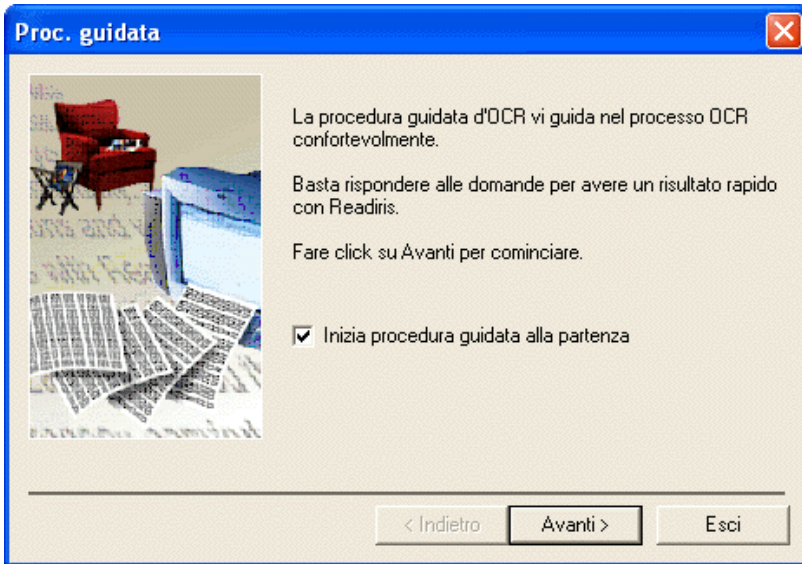 Proc. guidata
La procedura guidata d'OCR vi guida nel processo OCR
confortevolmente.
Basta rispondere alle domande per avere un risultato rapido
con Readiris.
Fare click su Avanti per cominciare.
Inizia procedura guidata alla partenza
< Indietro
Avanti >
Esci